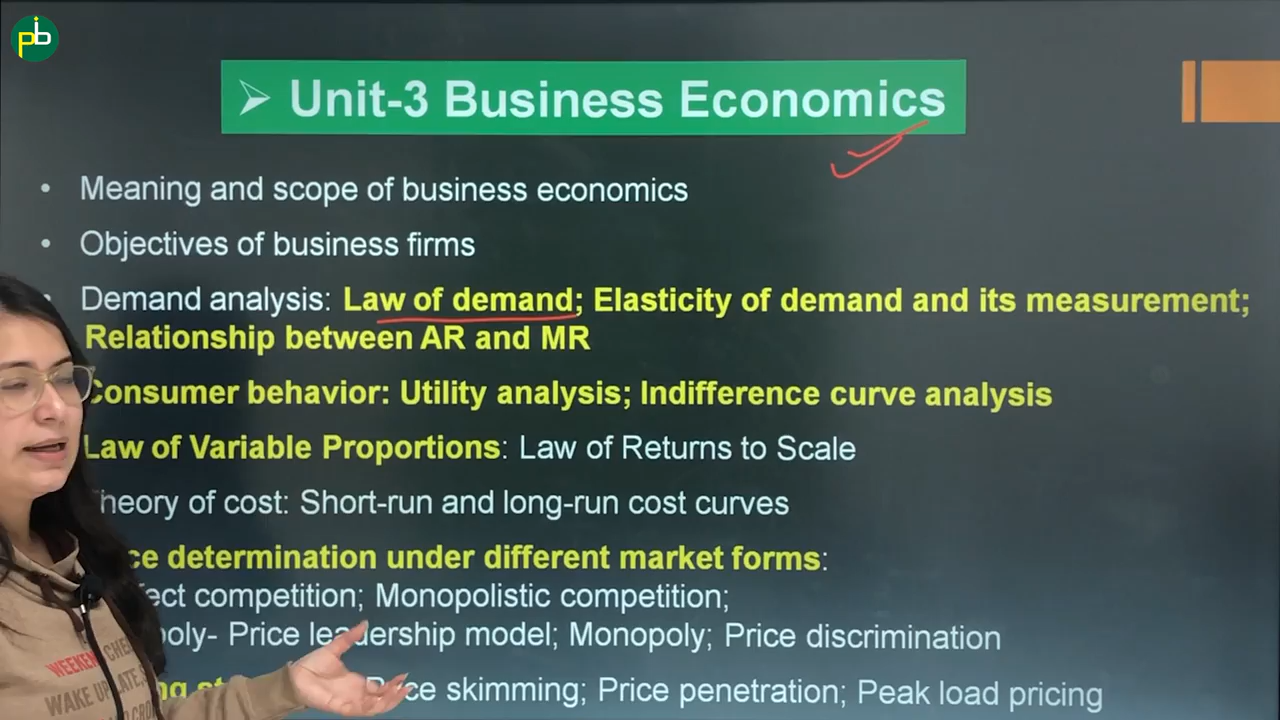 pib
Unit-3 Business Economics
• Meaning and scope of business economics
• Objectives of business firms
Demand analysis: Law of demand; Elasticity of demand and its measurement;
Relationship between AR and MR
Consumer behavior: Utility analysis; Indifference curve analysis
Law of Variable Proportions: Law of Returns to Scale
Theory of cost: Short-run and long-run cost curves
determination under different market forms:
competition; Monopolistic competition;
Price leadership model; Monopoly; Price discrimination
skimming; Price penetration; Peak load pricing
WAKE UP